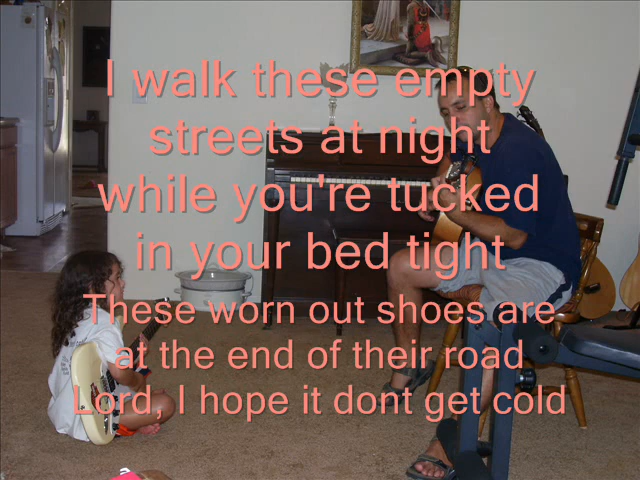 I walk these empty
streets at night
while you're tucked
in your bed tight
These worn out shoes are
at the end of their road
Lord, I hope it dont get cold